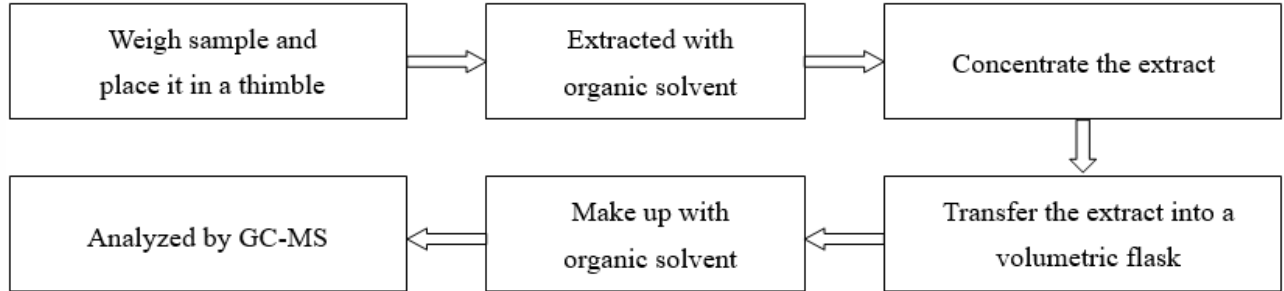 Weigh sample and
place it in a thimble
Extracted with
organic solvent
Concentrate the extract
Transfer the extract into a
volumetric flask
Make up with
organic solvent
Analyzed by GC-MS